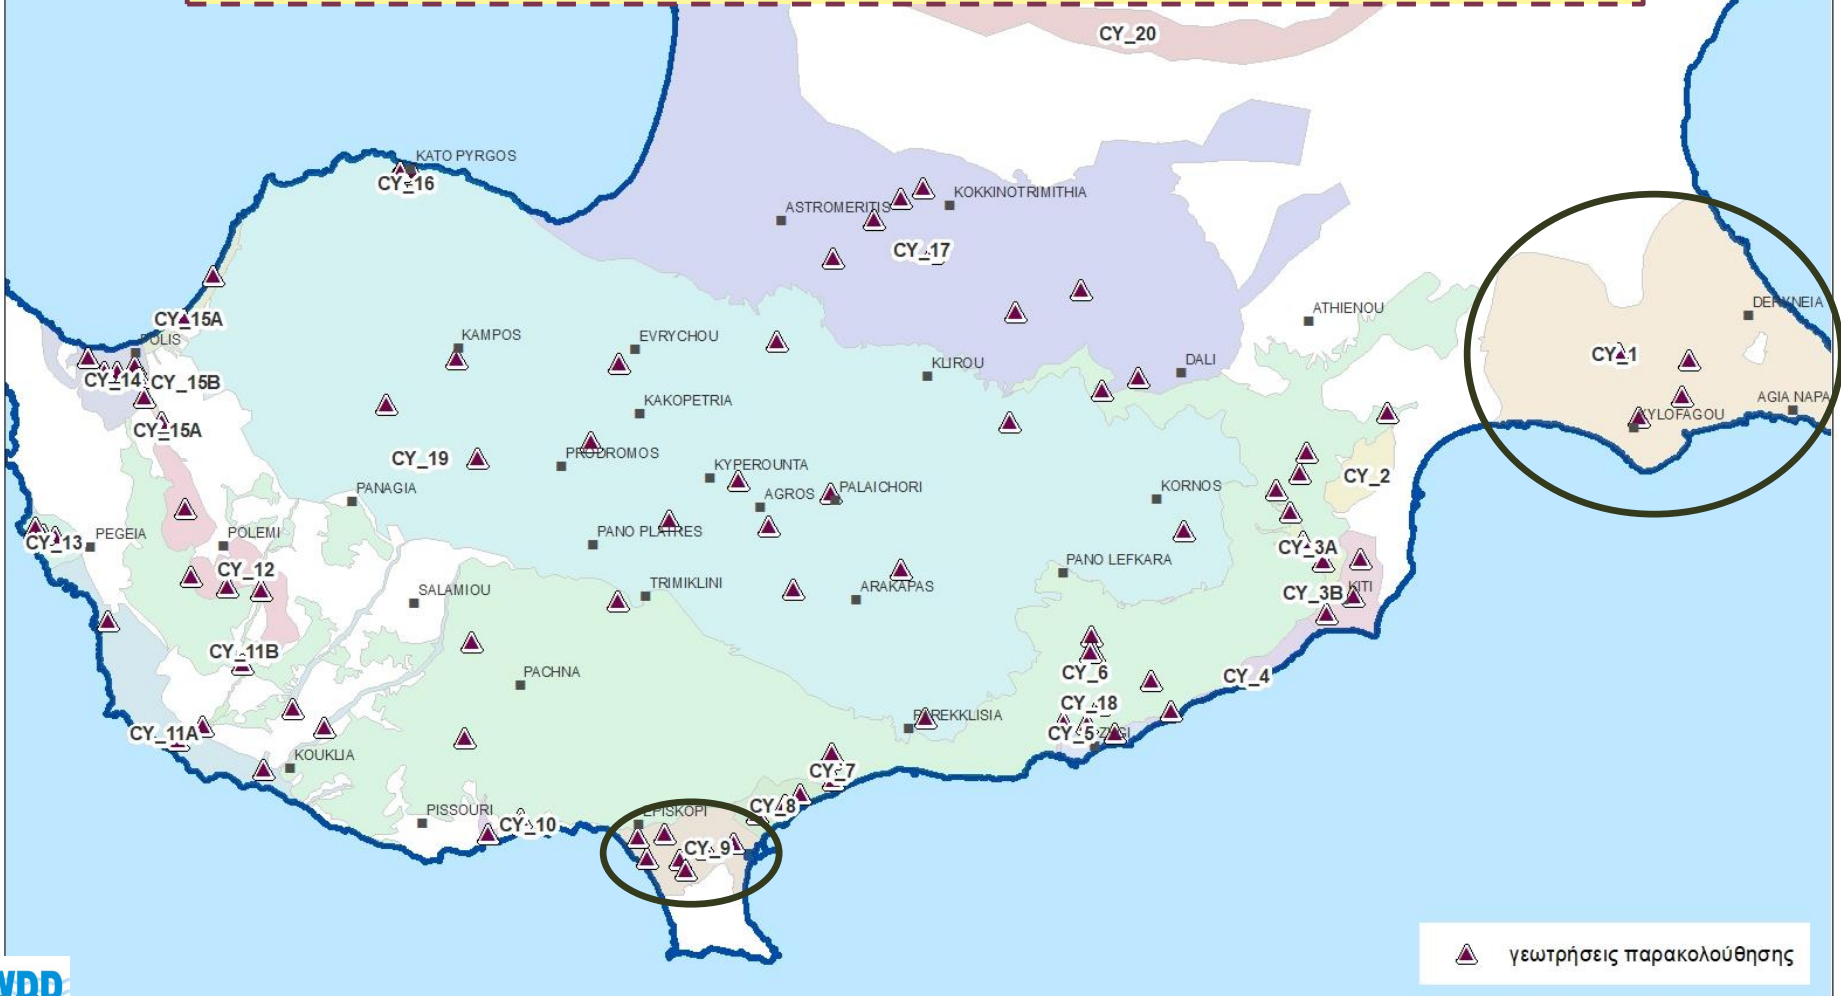 CY_20
KATO PYRGOS
CY_16
KOKKINOTRIMITHIA
ASTROMERITIS
CY_17
DERYNEIA
ATHIENOU
CY_15A
POLIS
KAMPOS
EVRYCHOU
KLIROU
DALI
CY_1
CY_14
CY_15B
KAKOPETRIA
AGIA NAPA
XYLOFAGOU
CY_15A
CY_19
PRODROMOS
KYPEROUNTA
CY_2
PANAGIA
AGROS
PALAICHORI
KORNOS
PEGEIA
POLEMI
PANO PLATRES
CY_13
CY_3A
CY_12
PANO LEFKARA
SALAMIOU
TRIMIKLINI
ARAKAPAS
CY_3B
KITI
CY_11B
PACHNA
CY_6
CY_4
CY_18
PAREKKLISIA
CY_11A
CY_5
ZYGI
KOUKLIA
CY_7
CY_8
PISSOURI
CY_10
EPISKOPI
CY_9
γεωτρήσεις παρακολούθησης
WDD